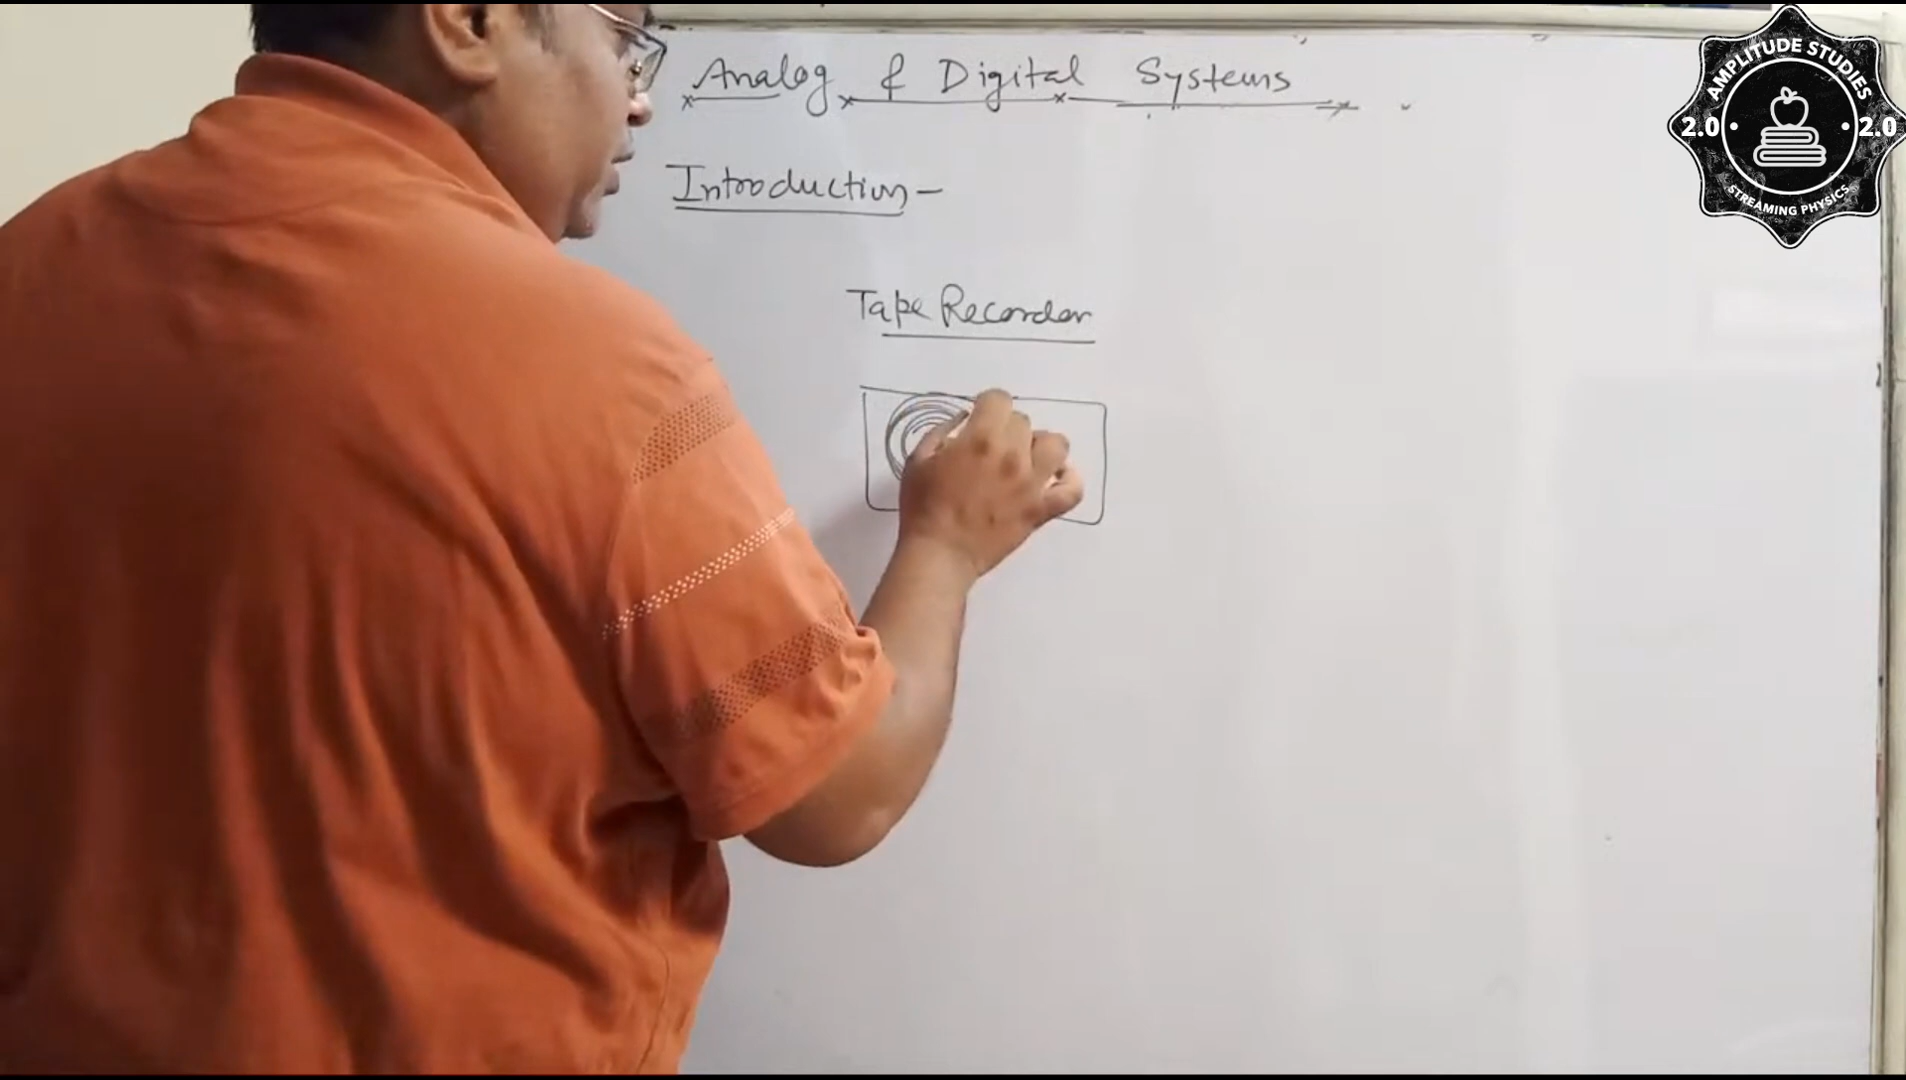 Analog & Digital Systems
Introduction -
Tape Recorder
AMPLITUDE STUDIES
2.0 • • 2.0
STREAMING PHYSICS